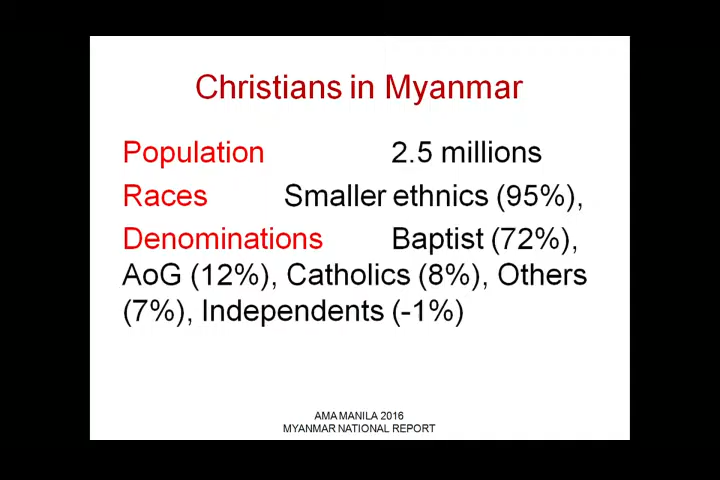 Christians in Myanmar
Population 2.5 millions
Races Smaller ethnics (95%),
Denominations Baptist (72%),
AoG (12%), Catholics (8%), Others
(7%), Independents (-1%)
AMA MANILA 2016
MYANMAR NATIONAL REPORT